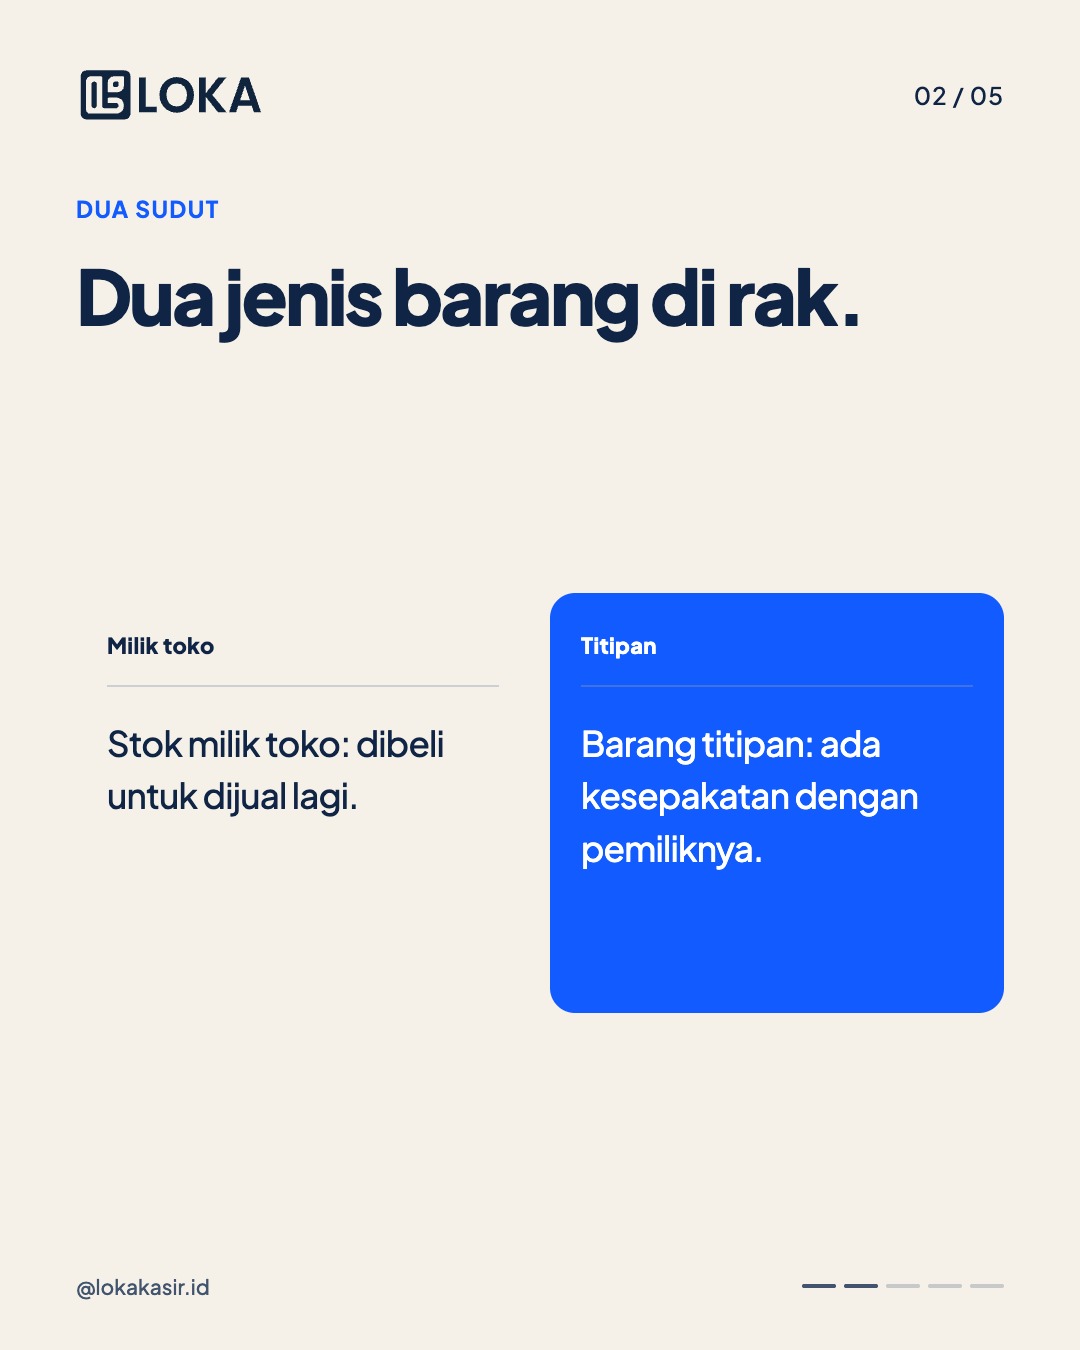 LOKA
02 / 05
DUA SUDUT
Dua jenis barang di rak.
Milik toko
Stok milik toko: dibeli
untuk dijual lagi.
Titipan
Barang titipan: ada
kesepakatan dengan
pemiliknya.
@lokakasir.id